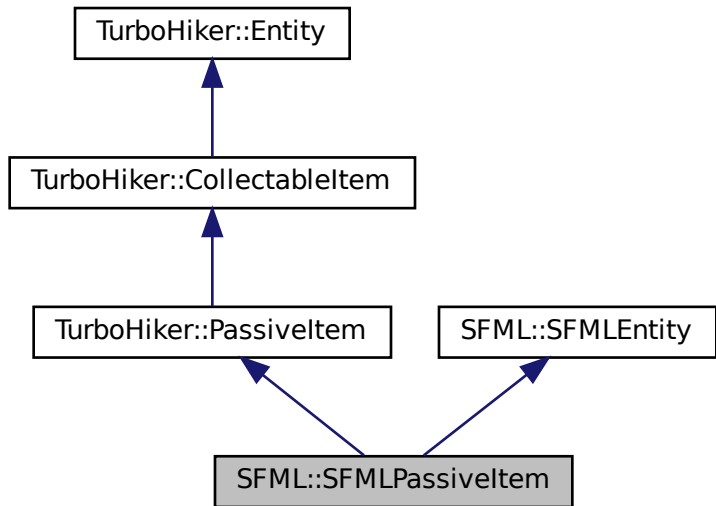 TurboHiker::Entity
TurboHiker::CollectableItem
TurboHiker::PassiveItem
SFML::SFMLEntity
SFML::SFMLPassiveItem